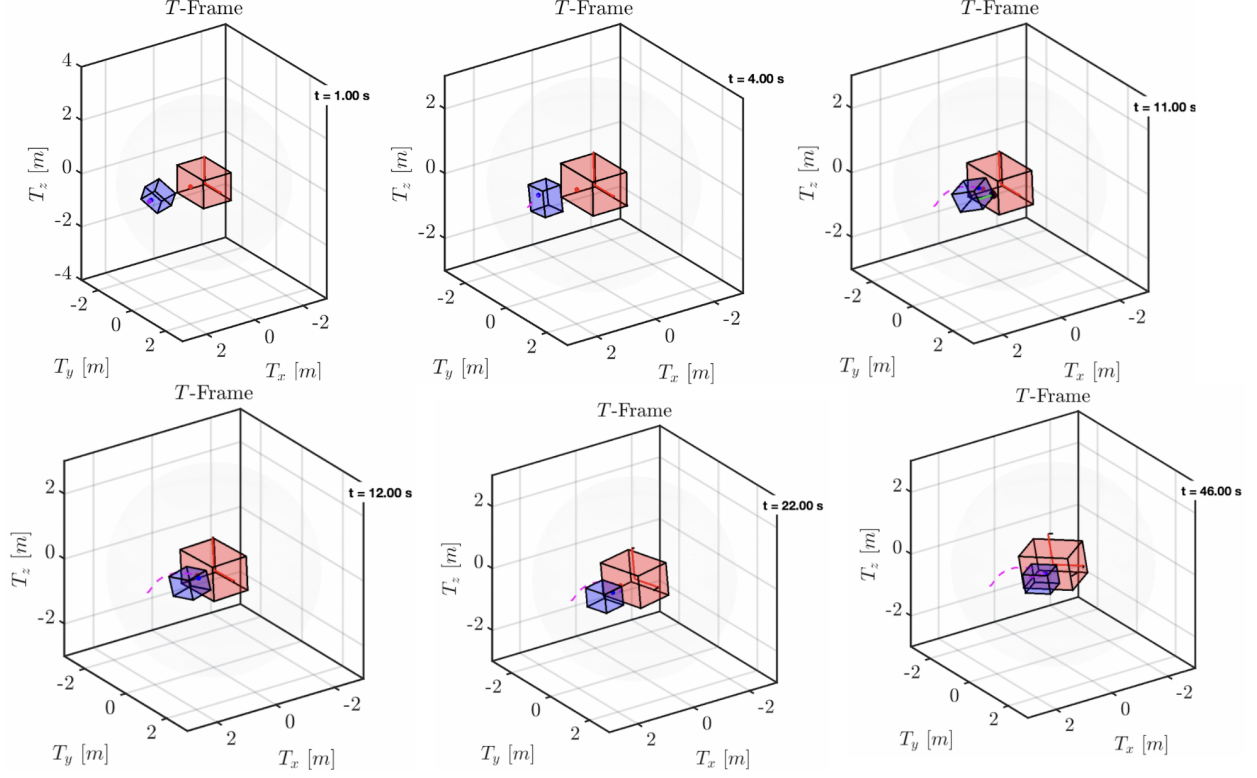 T-Frame
t = 1.00 s
4
2
0
-2
-4
T_z [m]
-2
0
2
T_y [m]
2
0
-2
T_x [m]
T-Frame
t = 4.00 s
2
0
-2
T_z [m]
-2
0
2
T_y [m]
2
0
-2
T_x [m]
T-Frame
t = 11.00 s
2
0
-2
T_z [m]
-2
0
2
T_y [m]
2
0
-2
T_x [m]
T-Frame
t = 12.00 s
2
0
-2
T_z [m]
-2
0
2
T_y [m]
2
0
-2
T_x [m]
T-Frame
t = 22.00 s
2
0
-2
T_z [m]
-2
0
2
T_y [m]
2
0
-2
T_x [m]
T-Frame
t = 46.00 s
2
0
-2
T_z [m]
-2
0
2
T_y [m]
2
0
-2
T_x [m]